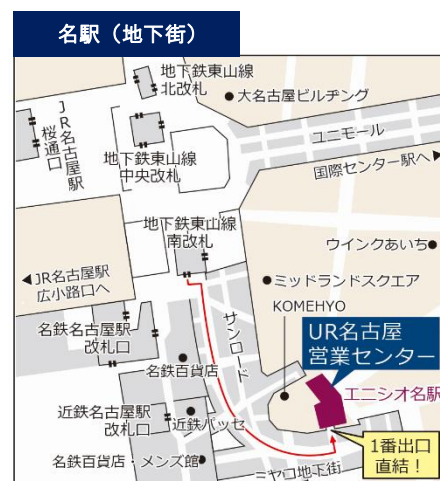 名駅（地下街）
地下鉄東山線
北改札
大名古屋ビルヂング
JR名古屋駅
桜通口
地下鉄東山線
中央改札
ユニモール
国際センター駅へ
地下鉄東山線
南改札
ウインクあいち
JR名古屋駅
広小路口へ
ミッドランドスクエア
KOMEHYO
サンロード
名鉄名古屋駅
改札口
UR名古屋
営業センター
名鉄百貨店
エニシオ名駅
近鉄名古屋駅
改札口
近鉄パッセ
1番出口
直結！
名鉄百貨店・メンズ館
ミヤコ地下街